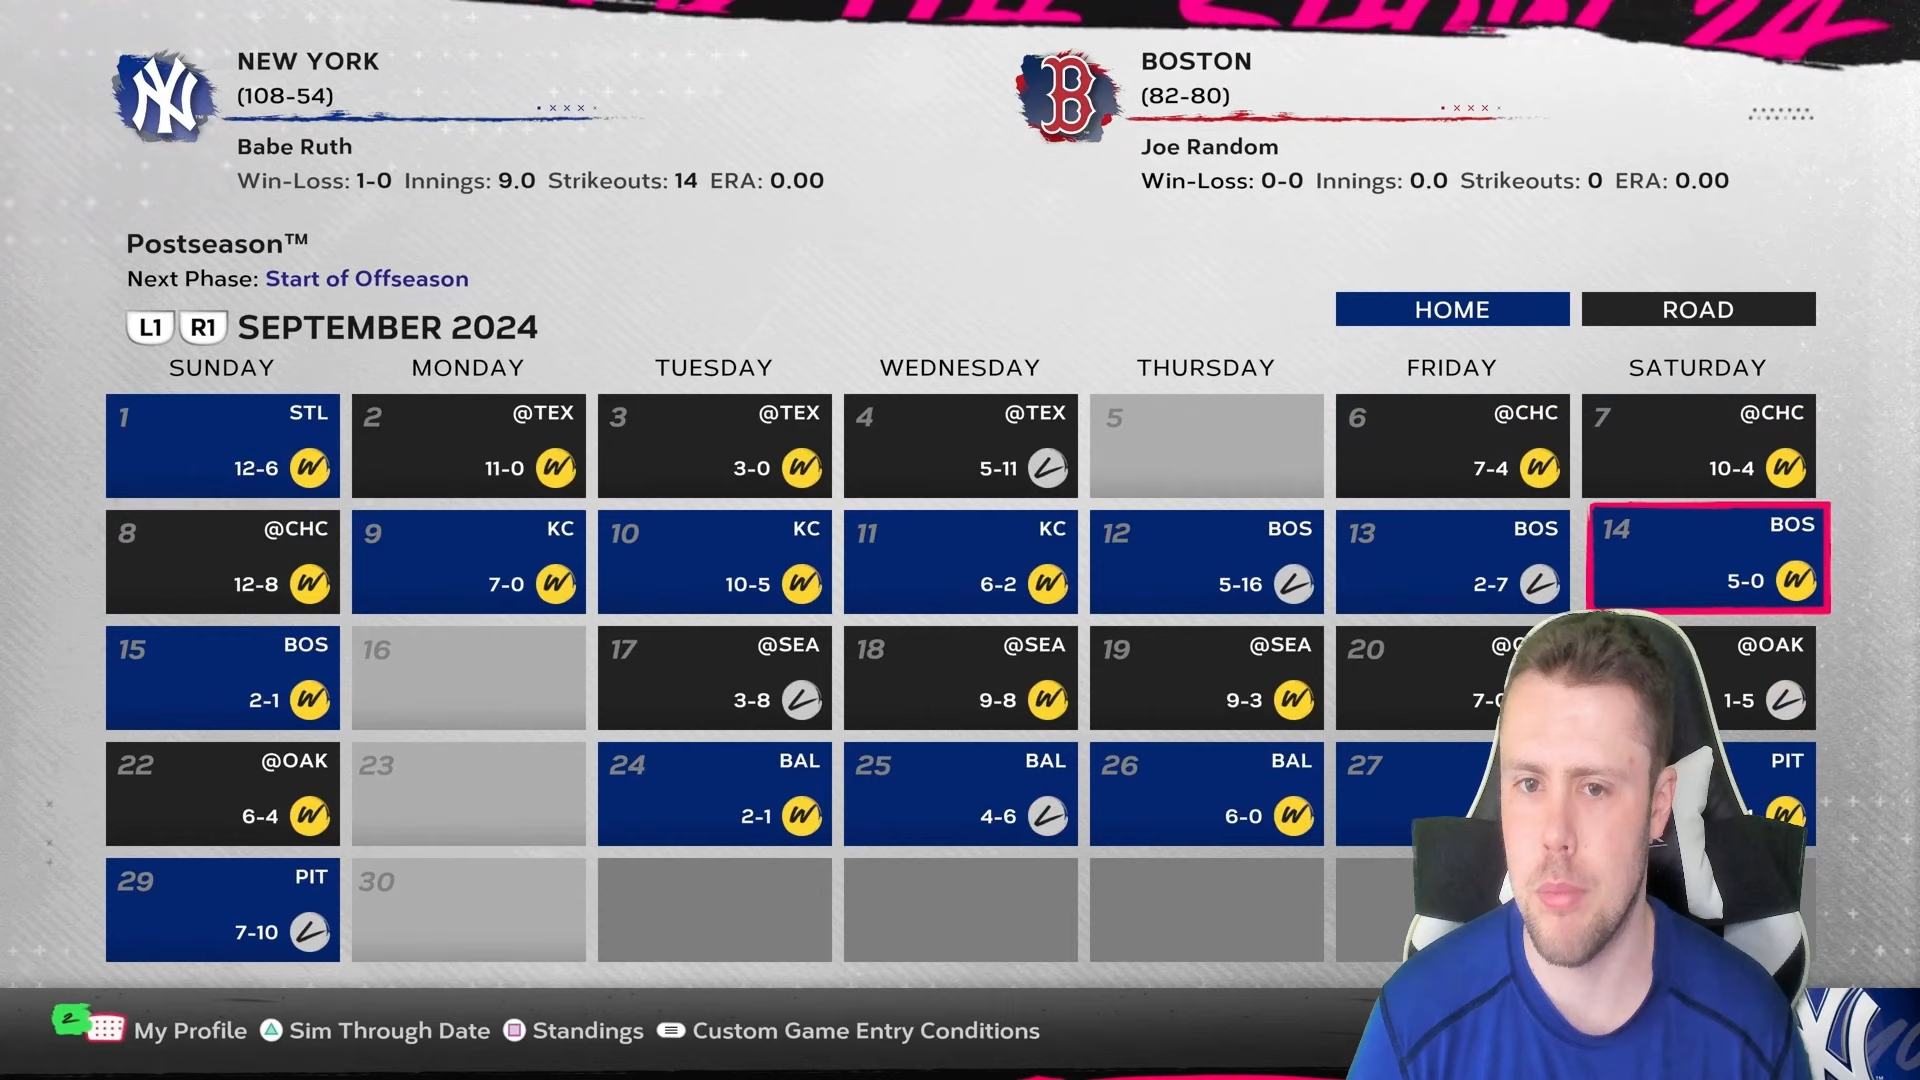 THE SHOW 24
NEW YORK
(108-54)
Babe Ruth
Win-Loss: 1-0 Innings: 9.0 Strikeouts: 14 ERA: 0.00
BOSTON
(82-80)
Joe Random
Win-Loss: 0-0 Innings: 0.0 Strikeouts: 0 ERA: 0.00
Postseason™
Next Phase: Start of Offseason
L1 R1 SEPTEMBER 2024
HOME ROAD
SUNDAY MONDAY TUESDAY WEDNESDAY THURSDAY FRIDAY SATURDAY
1 STL 2 @TEX 3 @TEX 4 @TEX 5 6 @CHC 7 @CHC
12-6 W 11-0 W 3-0 W 5-11 L 7-4 W 10-4 W
8 @CHC 9 KC 10 KC 11 KC 12 BOS 13 BOS 14 BOS
12-8 W 7-0 W 10-5 W 6-2 W 5-16 L 2-7 L 5-0 W
15 BOS 16 17 @SEA 18 @SEA 19 @SEA 20 @OAK
2-1 W 3-8 L 9-8 W 9-3 W 1-5 L
22 @OAK 23 24 BAL 25 BAL 26 BAL 27 PIT
6-4 W 2-1 W 4-6 L 6-0 W W
29 PIT 30
7-10 L
2 My Profile Sim Through Date Standings Custom Game Entry Conditions